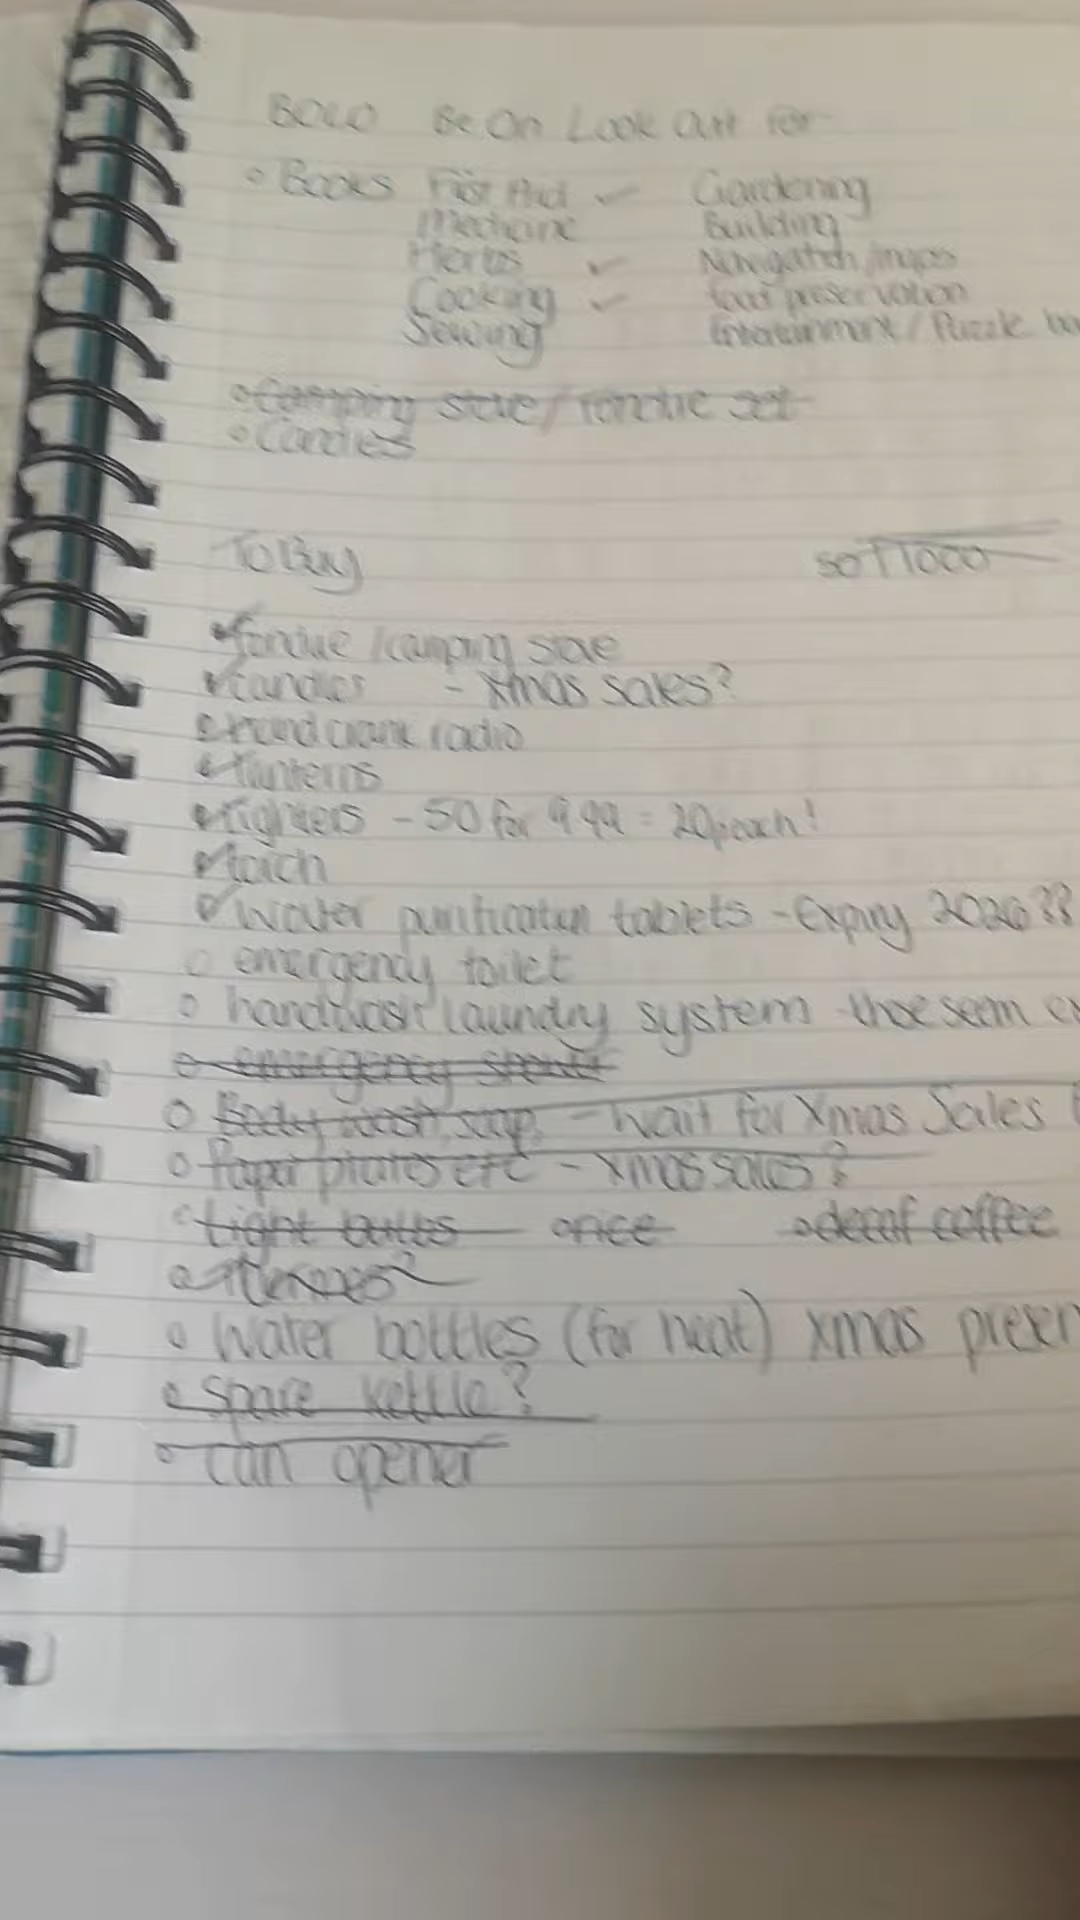 BOLO Be On Look Out for
Books First Aid ✓ Gardening
Medicine Building
Herbs ✓ Navigation/maps
Cooking ✓ food preservation
Sewing Entertainment / Puzzle
Camping stove/fondue set
Candles
To Buy
fondue /camping stove
candles - Xmas sales?
hand crank radio
lanterns
lighters - 50 for 9.99 = 20p each!
torch
Water purification tablets - Expiry 2026??
emergency toilet
handwash laundry system - those seem
emergency
Body wash, soap, - wait for Xmas Sales
Paper plates etc - xmas sales?
Light bulbs rice decaf coffee
Water bottles (for heat) xmas
Spare kettle?
Can opener